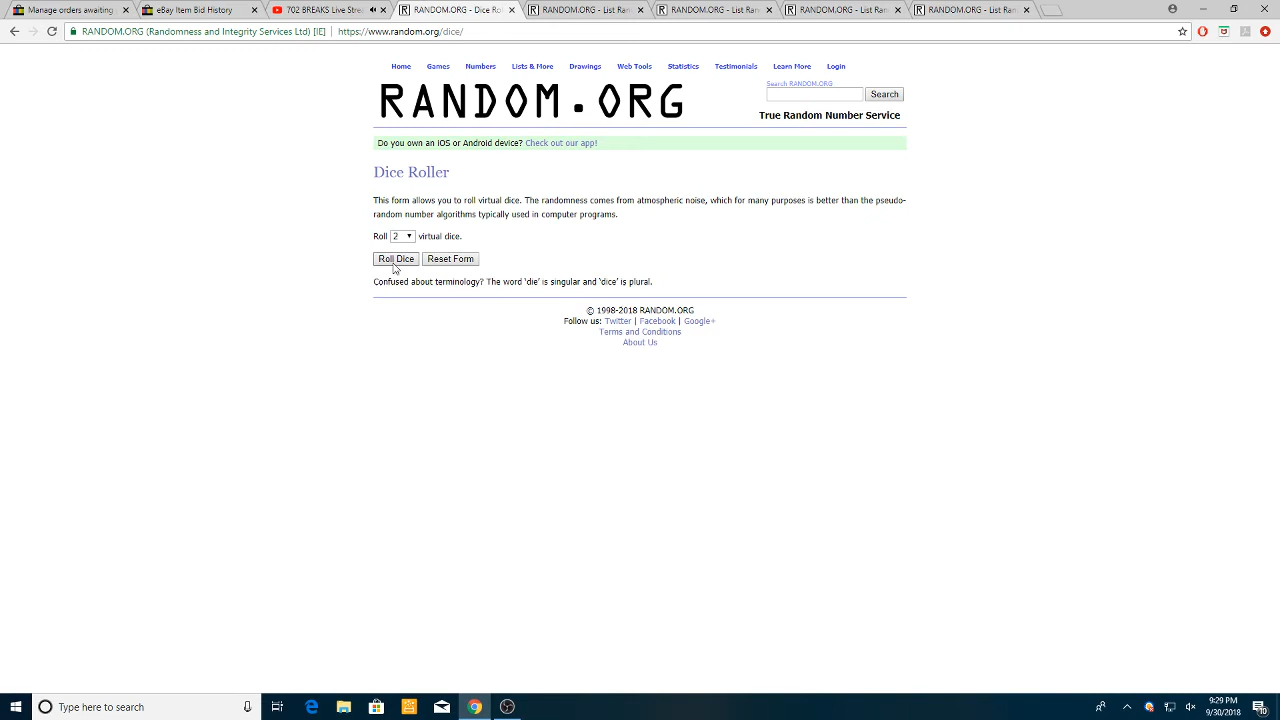 Manage orders awaiting
eBay Item Bid History
702 BREAKS Live Stre
RANDOM.ORG - Dice Ro
RANDOM.ORG - List Ran
RANDOM.ORG - List Ran
RANDOM.ORG - List Ran
RANDOM.ORG - List Ran
RANDOM.ORG (Randomness and Integrity Services Ltd) [IE]
https://www.random.org/dice/
Home Games Numbers Lists & More Drawings Web Tools Statistics Testimonials Learn More Login
Search RANDOM.ORG
RANDOM.ORG
Search
True Random Number Service
Do you own an iOS or Android device? Check out our app!
Dice Roller
This form allows you to roll virtual dice. The randomness comes from atmospheric noise, which for many purposes is better than the pseudo-
random number algorithms typically used in computer programs.
Roll 2 virtual dice.
Roll Dice Reset Form
Confused about terminology? The word 'die' is singular and 'dice' is plural.
© 1998-2018 RANDOM.ORG
Follow us: Twitter | Facebook | Google+
Terms and Conditions
About Us
Type here to search
9:29 PM
9/30/2018